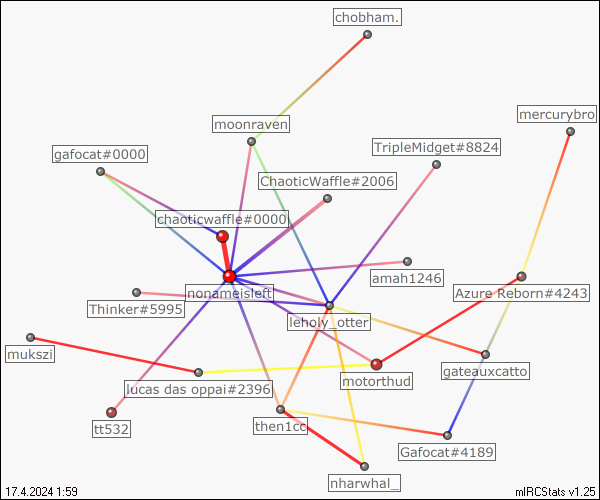 chobham.
mercurybro
moonraven
gafocat#0000
TripleMidget#8824
ChaoticWaffle#2006
chaoticwaffle#0000
amah1246
nonameisleft
Azure Reborn#4243
Thinker#5995
leholy_otter
mukszi
gateauxcatto
motorthud
lucas das oppai#2396
tt532
then1cc
Gafocat#4189
nharwhal_
17.4.2024 1:59
mIRCStats v1.25